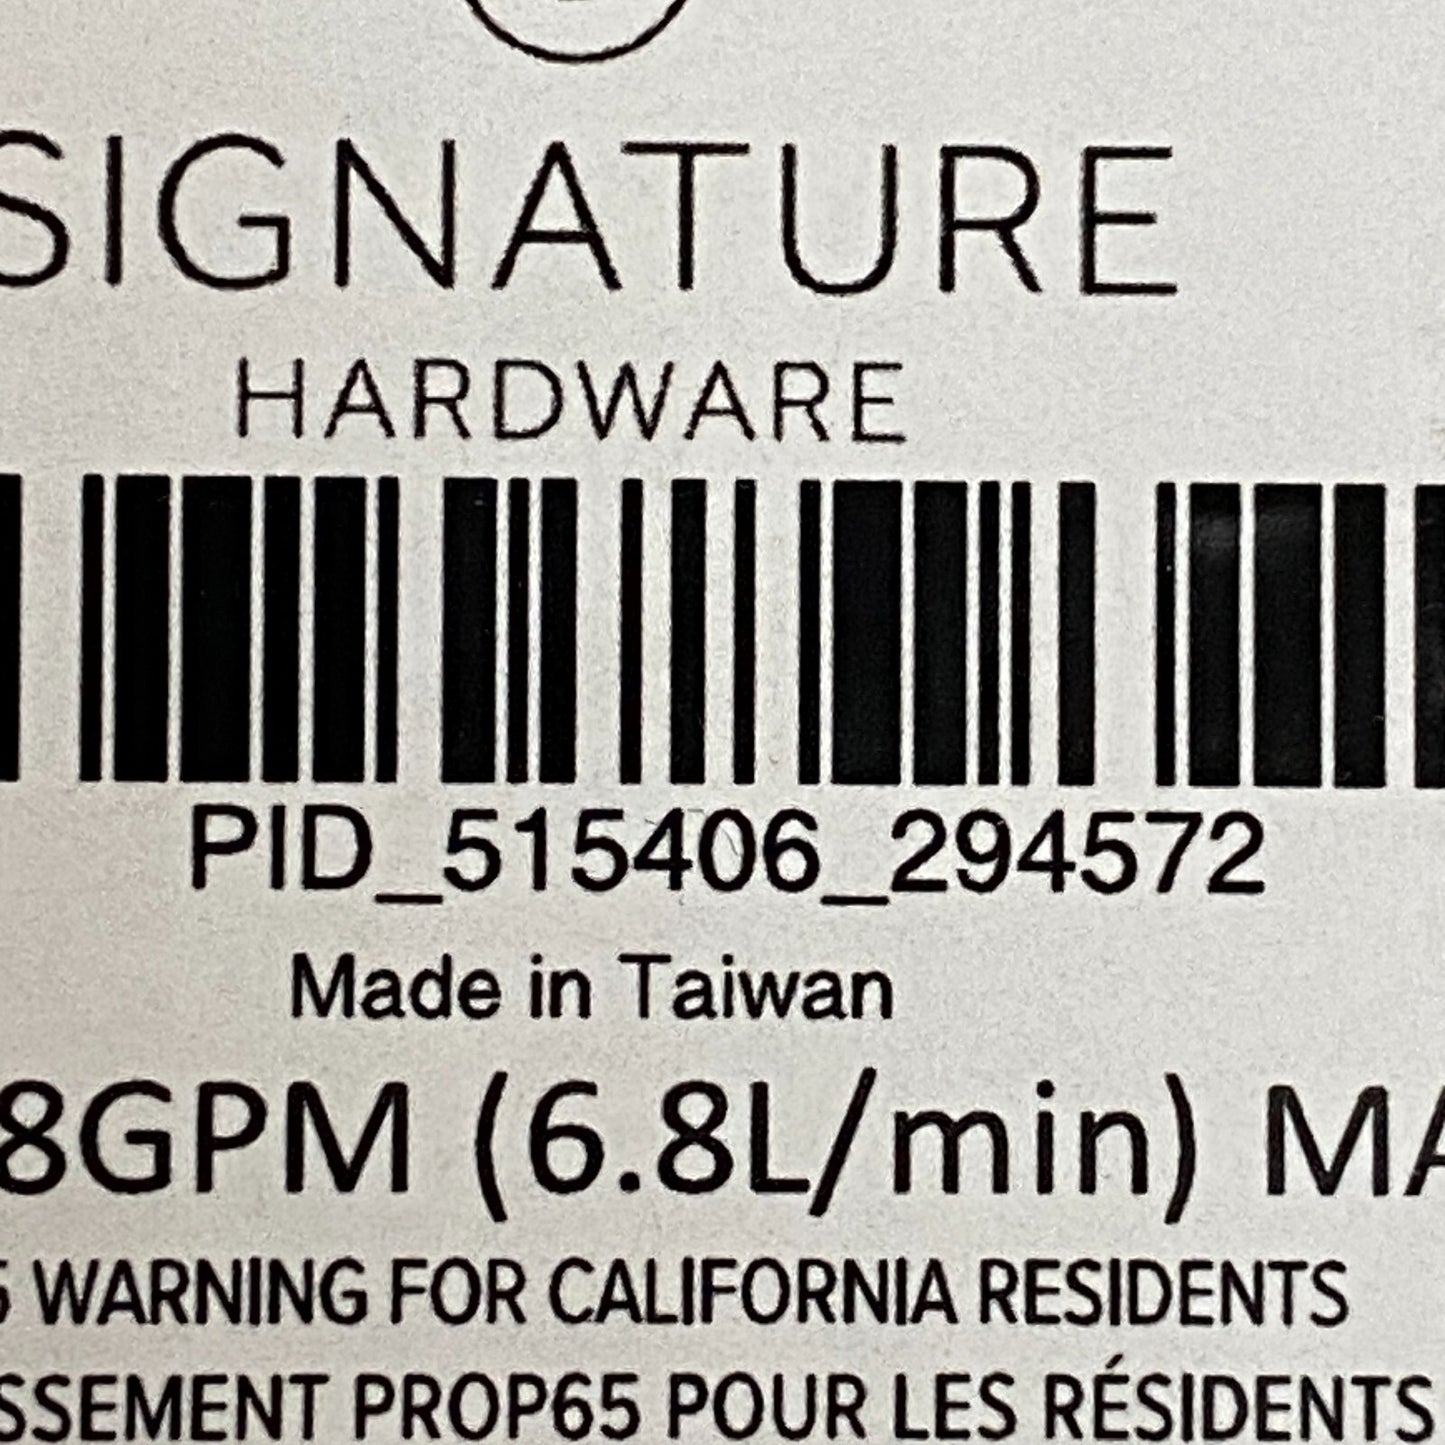 SIGNATURE
HARDWARE
PID_515406_294572
Made in Taiwan
8GPM (6.8L/min) MA
5 WARNING FOR CALIFORNIA RESIDENTS
SSEMENT PROP65 POUR LES RÉSIDENTS